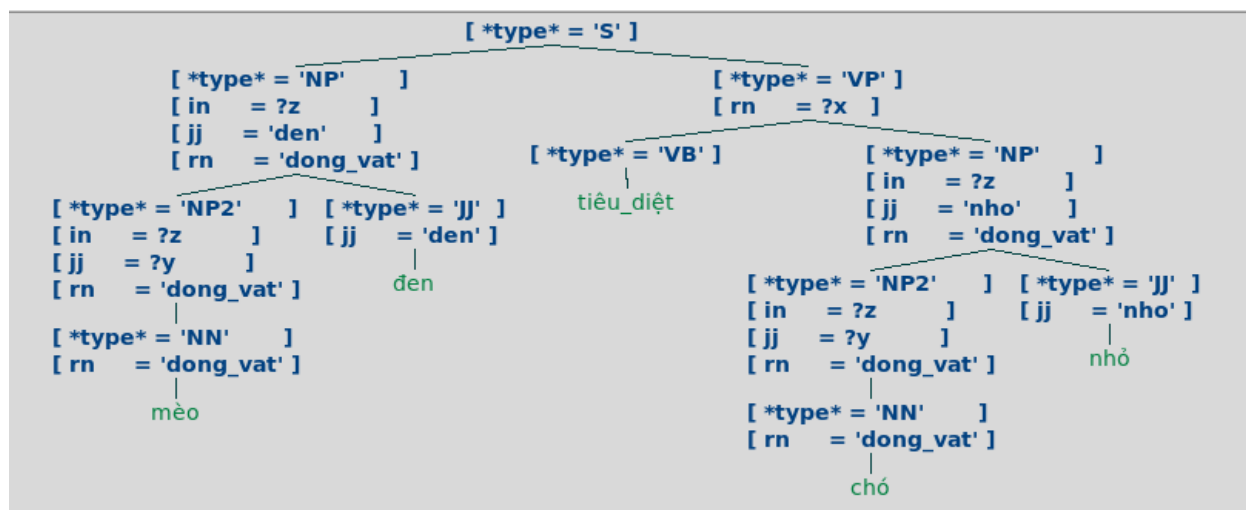 [ *type* = 'S' ]
[ *type* = 'NP' ] [ *type* = 'VP' ]
[ in = ?z ] [ rn = ?x ]
[ jj = 'den' ]
[ rn = 'dong_vat' ] [ *type* = 'VB' ] [ *type* = 'NP' ]
[ in = ?z ]
tiêu_diệt
[ jj = 'nho' ]
[ rn = 'dong_vat' ]
[ *type* = 'NP2' ] [ *type* = 'JJ' ]
[ in = ?z ] [ jj = 'den' ]
[ jj = ?y ]
[ rn = 'dong_vat' ]
đen
[ *type* = 'NP2' ] [ *type* = 'JJ' ]
[ in = ?z ] [ jj = 'nho' ]
[ jj = ?y ]
[ rn = 'dong_vat' ]
nhỏ
[ *type* = 'NN' ]
[ rn = 'dong_vat' ]
mèo
[ *type* = 'NN' ]
[ rn = 'dong_vat' ]
chó